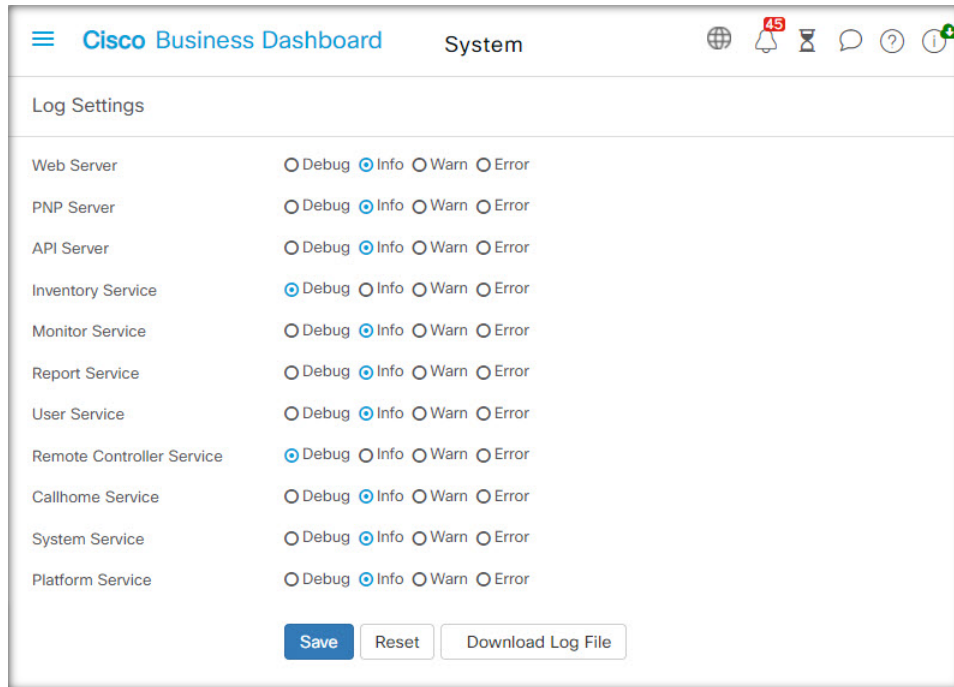 Cisco Business Dashboard System 45
Log Settings
Web Server Debug Info Warn Error
PNP Server Debug Info Warn Error
API Server Debug Info Warn Error
Inventory Service Debug Info Warn Error
Monitor Service Debug Info Warn Error
Report Service Debug Info Warn Error
User Service Debug Info Warn Error
Remote Controller Service Debug Info Warn Error
Callhome Service Debug Info Warn Error
System Service Debug Info Warn Error
Platform Service Debug Info Warn Error
Save Reset Download Log File